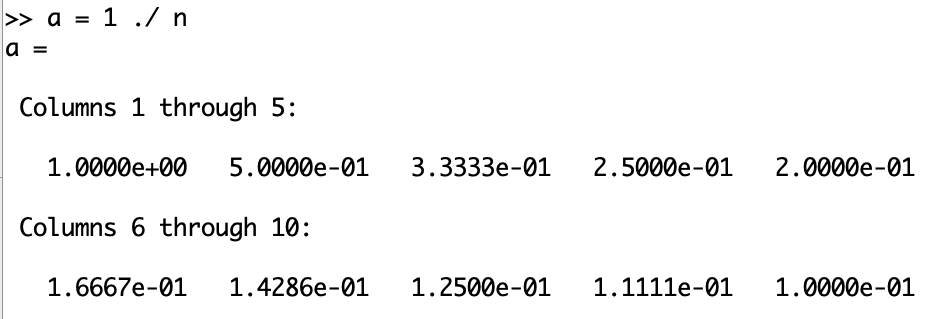 >> a = 1 ./ n
a =
Columns 1 through 5:
1.0000e+00 5.0000e-01 3.3333e-01 2.5000e-01 2.0000e-01
Columns 6 through 10:
1.6667e-01 1.4286e-01 1.2500e-01 1.1111e-01 1.0000e-01